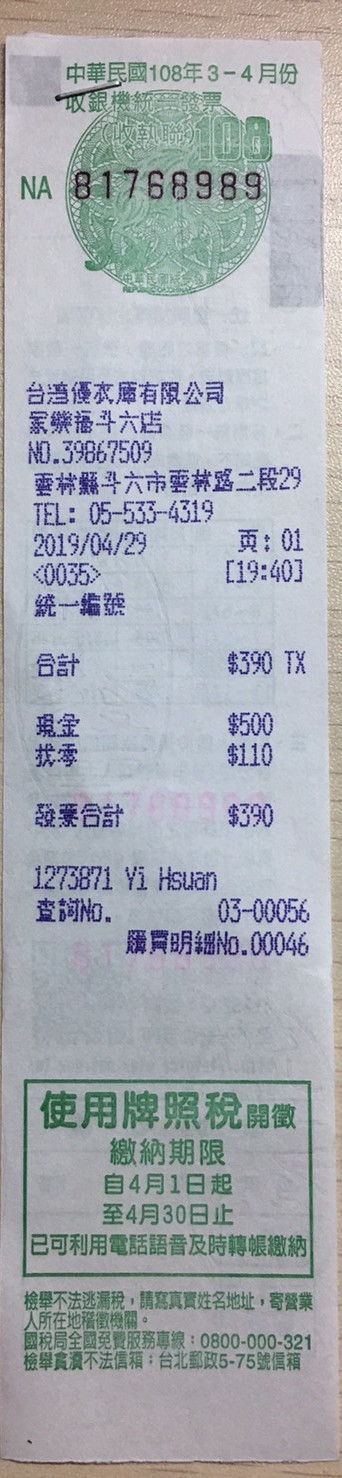 中華民國108年3-4月份
收銀機統一發票
(收執聯)108
NA 81768989
中華民國統一發票
台灣優衣庫有限公司
家樂福斗六店
NO.39867509
雲林縣斗六市雲林路二段29
TEL: 05-533-4319
2019/04/29 頁: 01
<0035> [19:40]
統一編號
合計 $390 TX
現金 $500
找零 $110
發票合計 $390
1273871 Yi Hsuan
查詢No. 03-00056
購買明細No.00046
使用牌照稅開徵
繳納期限
自4月1日起
至4月30日止
已可利用電話語音及時轉帳繳納
檢舉不法逃漏稅，請寫真實姓名地址，寄營業
人所在地稽徵機關。
國稅局全國免費服務專線：0800-000-321
檢舉貪瀆不法信箱：台北郵政5-75號信箱